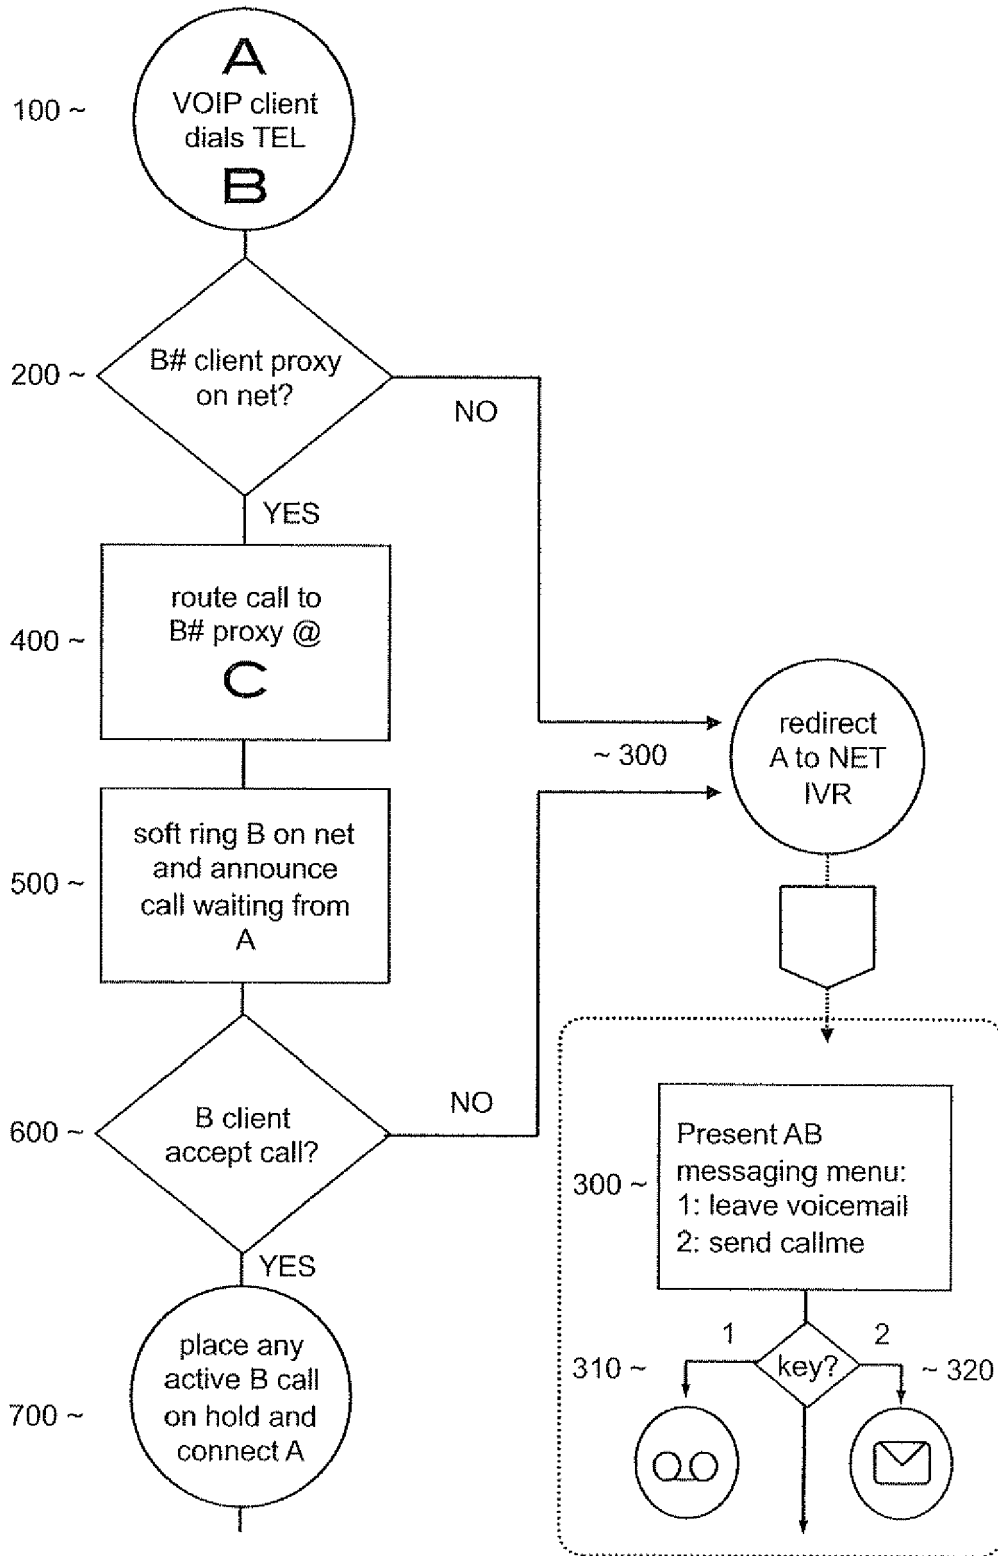 A
100 ~
VOIP client
dials TEL
B
200 ~
B# client proxy
on net?
NO
YES
400 ~
route call to
B# proxy @
C
500 ~
soft ring B on net
and announce
call waiting from
A
~ 300
redirect
A to NET
IVR
600 ~
B client
accept call?
NO
YES
700 ~
place any
active B call
on hold and
connect A
300 ~
Present AB
messaging menu:
1: leave voicemail
2: send callme
1
2
310 ~
key?
~ 320